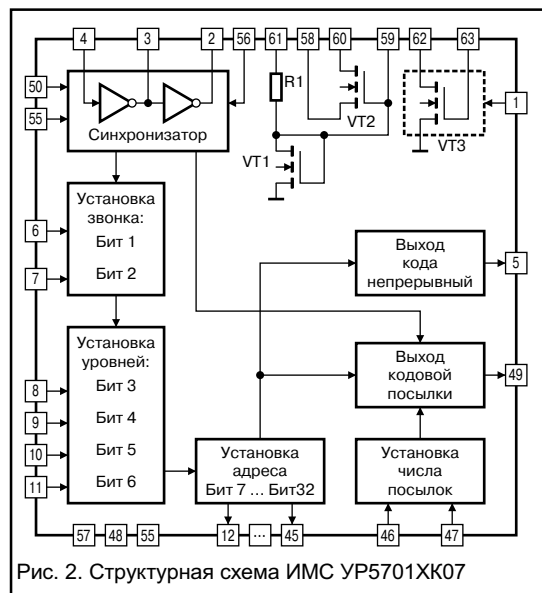 4 3 2 56 61 58 60 59 62 63
50
55
Синхронизатор
R1
VT2
VT1
VT3
1
Установка
звонка:
Бит 1
Бит 2
6
7
Выход
кода
непрерывный
5
Установка
уровней:
Бит 3
Бит 4
Бит 5
Бит 6
8
9
10
11
Выход
кодовой
посылки
49
Установка
адреса
Бит 7 ... Бит32
Установка
числа
посылок
57 48 55 12 ... 45 46 47
Рис. 2. Структурная схема ИМС УР5701ХК07